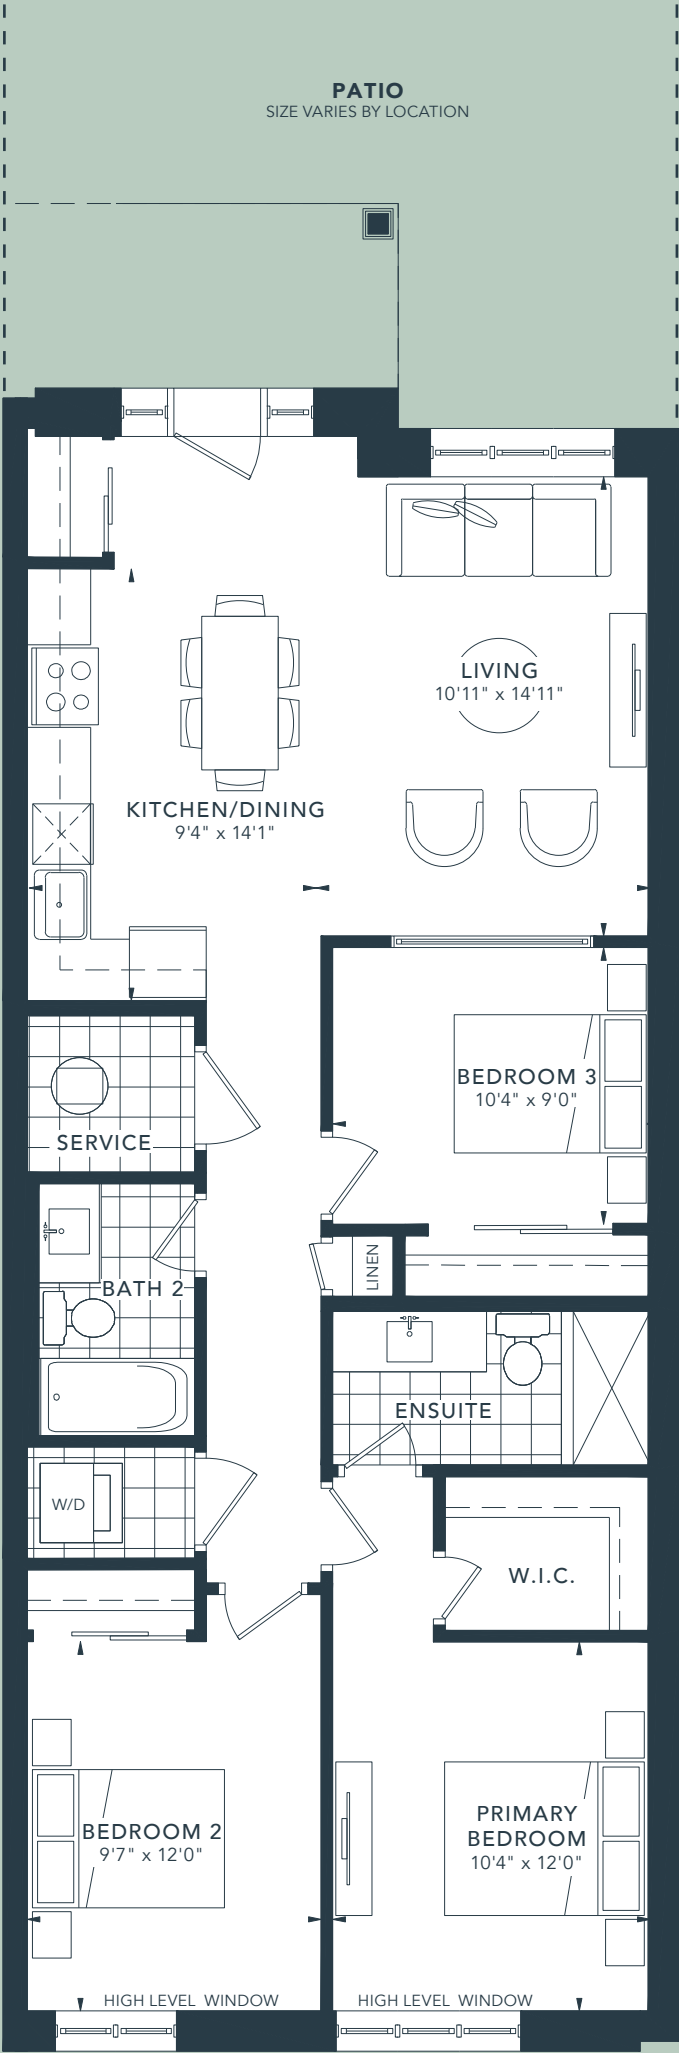 PATIO
SIZE VARIES BY LOCATION
LIVING
10'11" x 14'11"
KITCHEN/DINING
9'4" x 14'1"
BEDROOM 3
10'4" x 9'0"
SERVICE
LINEN
BATH 2
ENSUITE
W/D
W.I.C.
PRIMARY
BEDROOM
10'4" x 12'0"
BEDROOM 2
9'7" x 12'0"
HIGH LEVEL WINDOW
HIGH LEVEL WINDOW